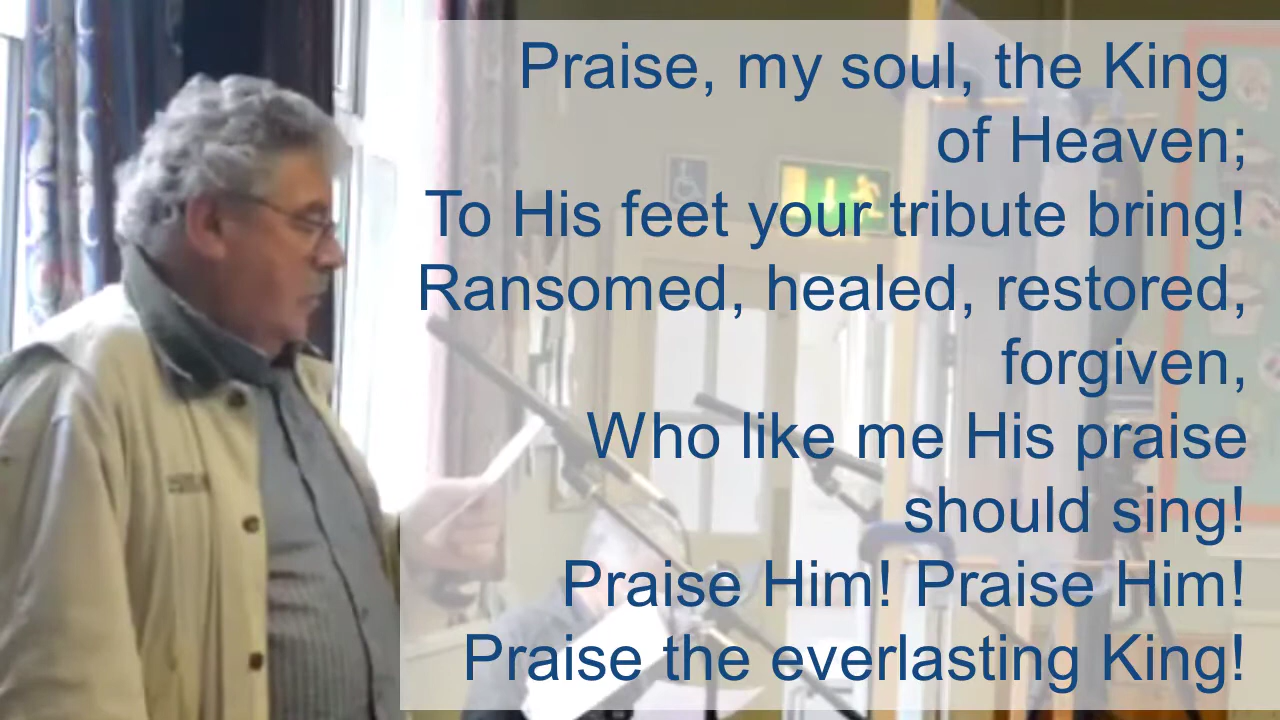 Praise, my soul, the King
of Heaven;
To His feet your tribute bring!
Ransomed, healed, restored,
forgiven,
Who like me His praise
should sing!
Praise Him! Praise Him!
Praise the everlasting King!